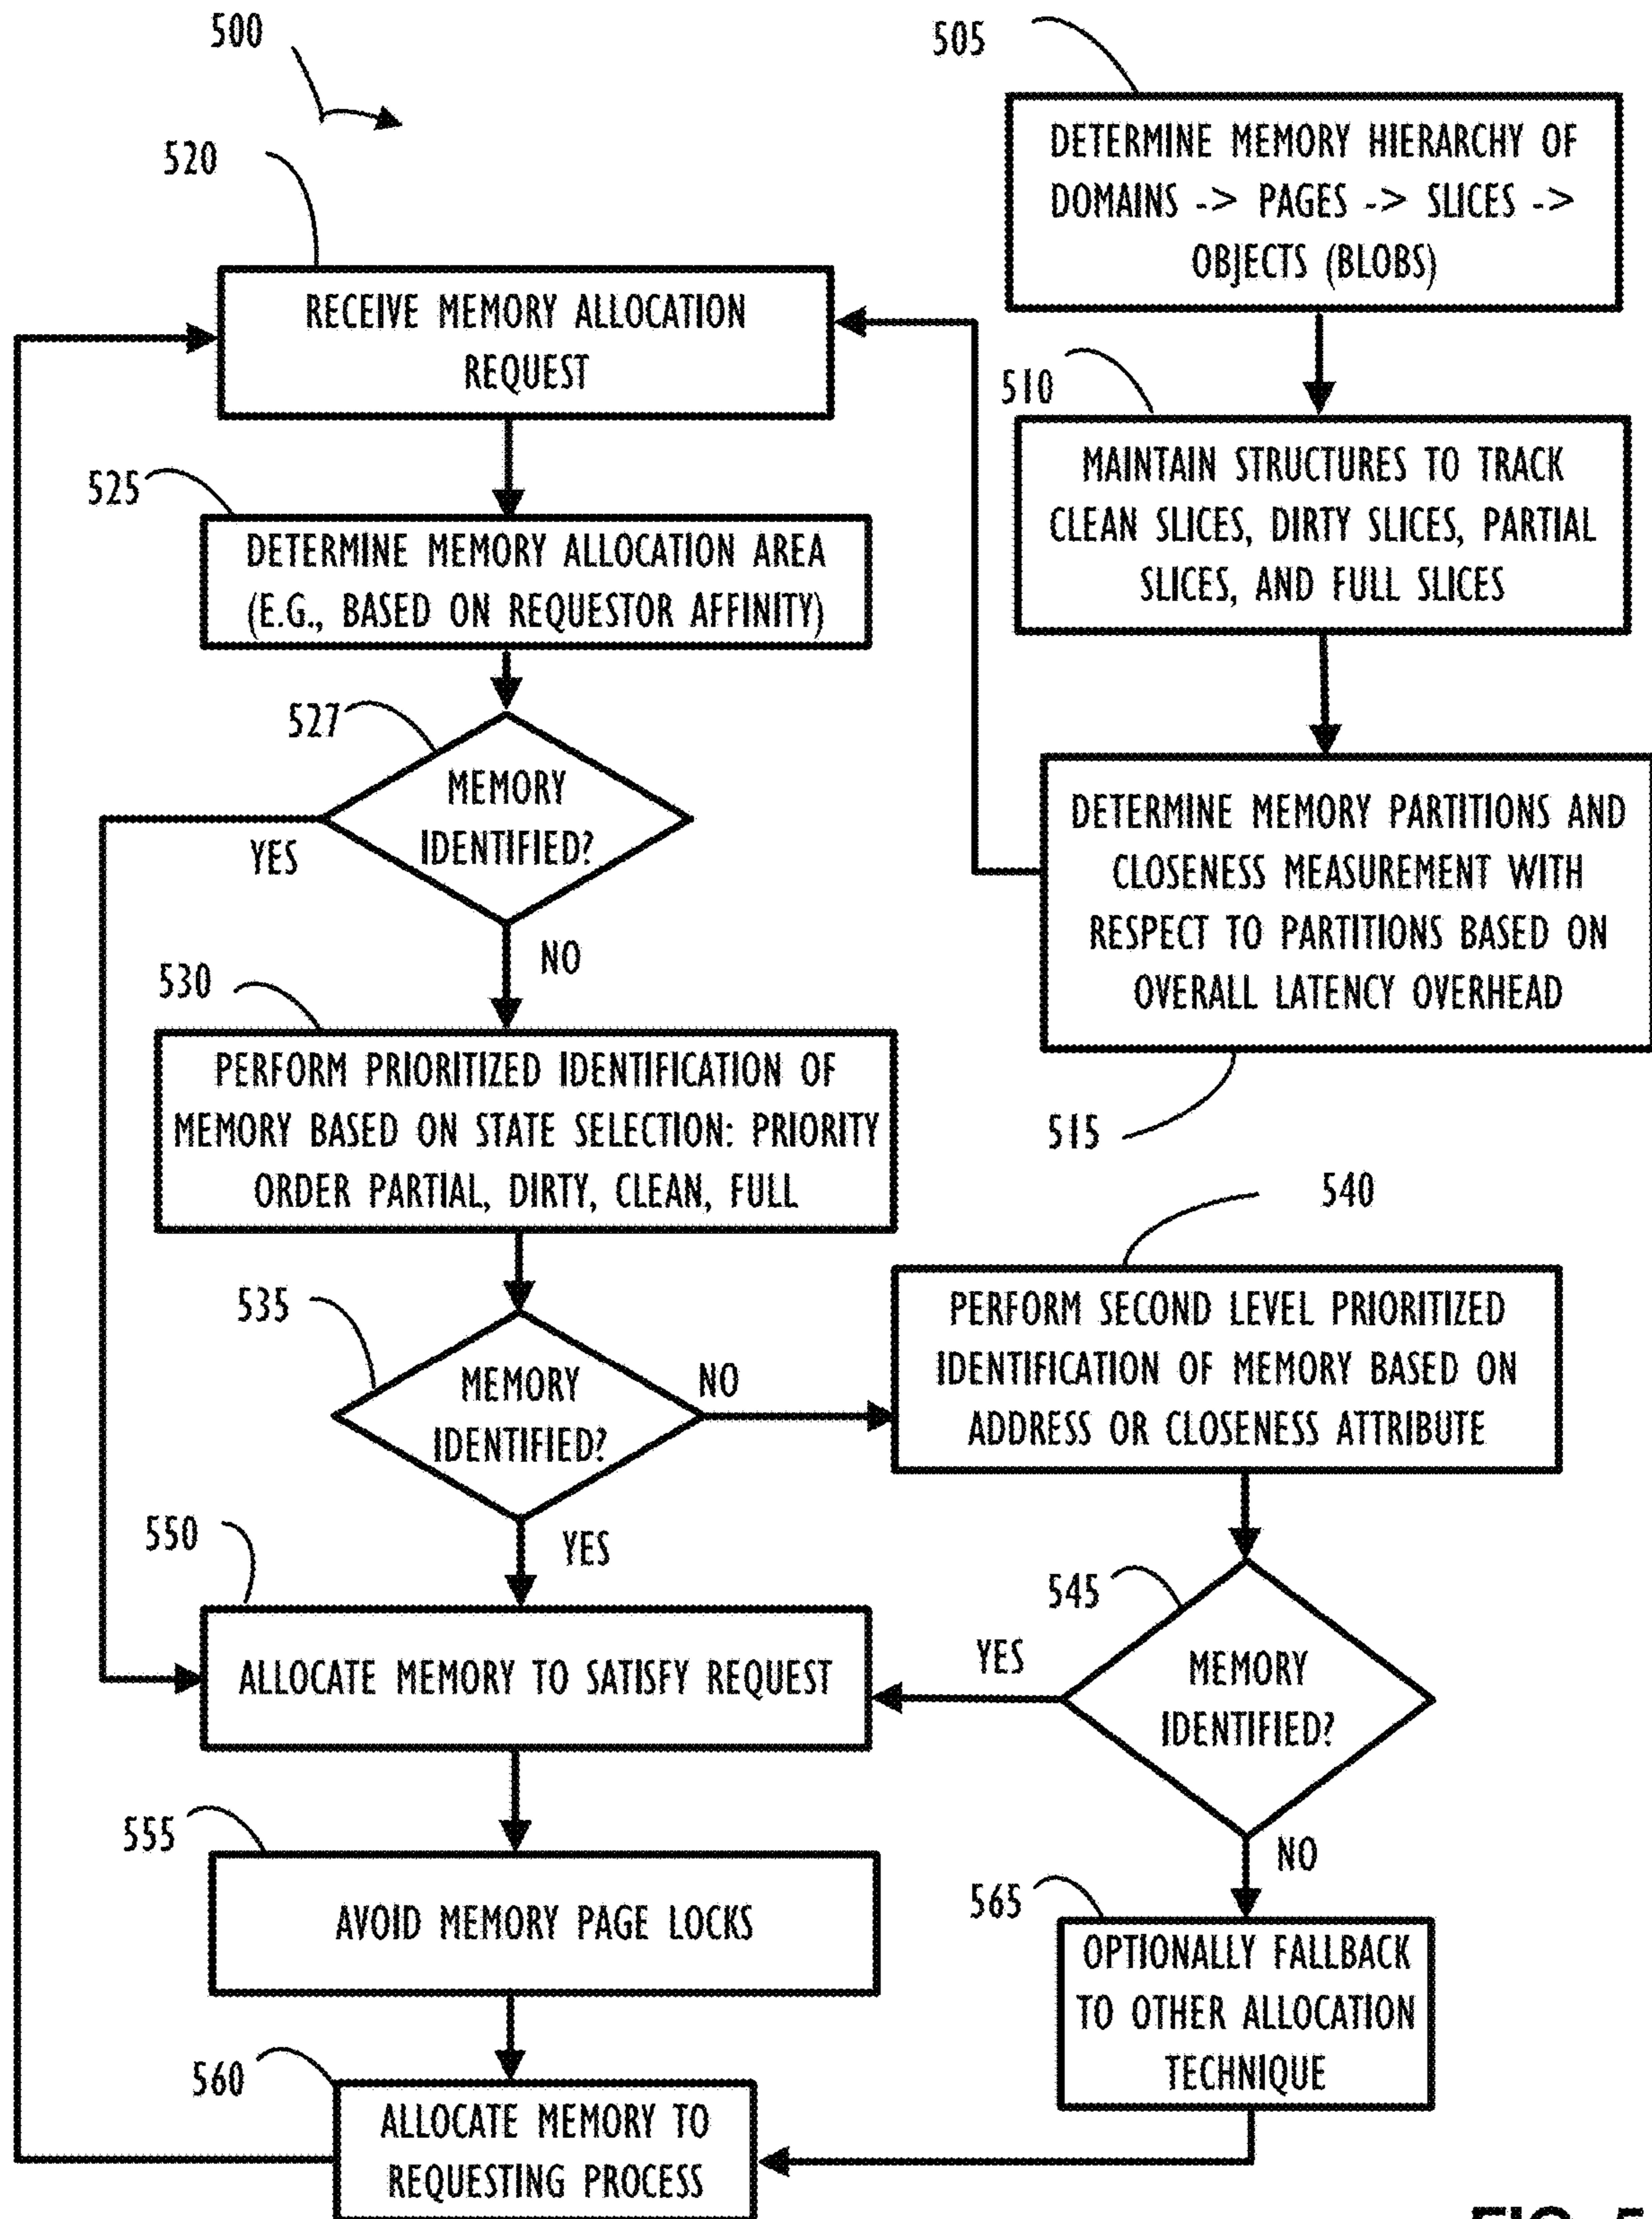 500
505
DETERMINE MEMORY HIERARCHY OF
DOMAINS -> PAGES -> SLICES ->
OBJECTS (BLOBS)
510
MAINTAIN STRUCTURES TO TRACK
CLEAN SLICES, DIRTY SLICES, PARTIAL
SLICES, AND FULL SLICES
DETERMINE MEMORY PARTITIONS AND
CLOSENESS MEASUREMENT WITH
RESPECT TO PARTITIONS BASED ON
OVERALL LATENCY OVERHEAD
515
520
RECEIVE MEMORY ALLOCATION
REQUEST
525
DETERMINE MEMORY ALLOCATION AREA
(E.G., BASED ON REQUESTOR AFFINITY)
527
MEMORY
IDENTIFIED?
YES
NO
530
PERFORM PRIORITIZED IDENTIFICATION OF
MEMORY BASED ON STATE SELECTION: PRIORITY
ORDER PARTIAL, DIRTY, CLEAN, FULL
535
MEMORY
IDENTIFIED?
NO
YES
540
PERFORM SECOND LEVEL PRIORITIZED
IDENTIFICATION OF MEMORY BASED ON
ADDRESS OR CLOSENESS ATTRIBUTE
545
MEMORY
IDENTIFIED?
YES
NO
550
ALLOCATE MEMORY TO SATISFY REQUEST
555
AVOID MEMORY PAGE LOCKS
565
OPTIONALLY FALLBACK
TO OTHER ALLOCATION
TECHNIQUE
560
ALLOCATE MEMORY TO
REQUESTING PROCESS
FIG. 5